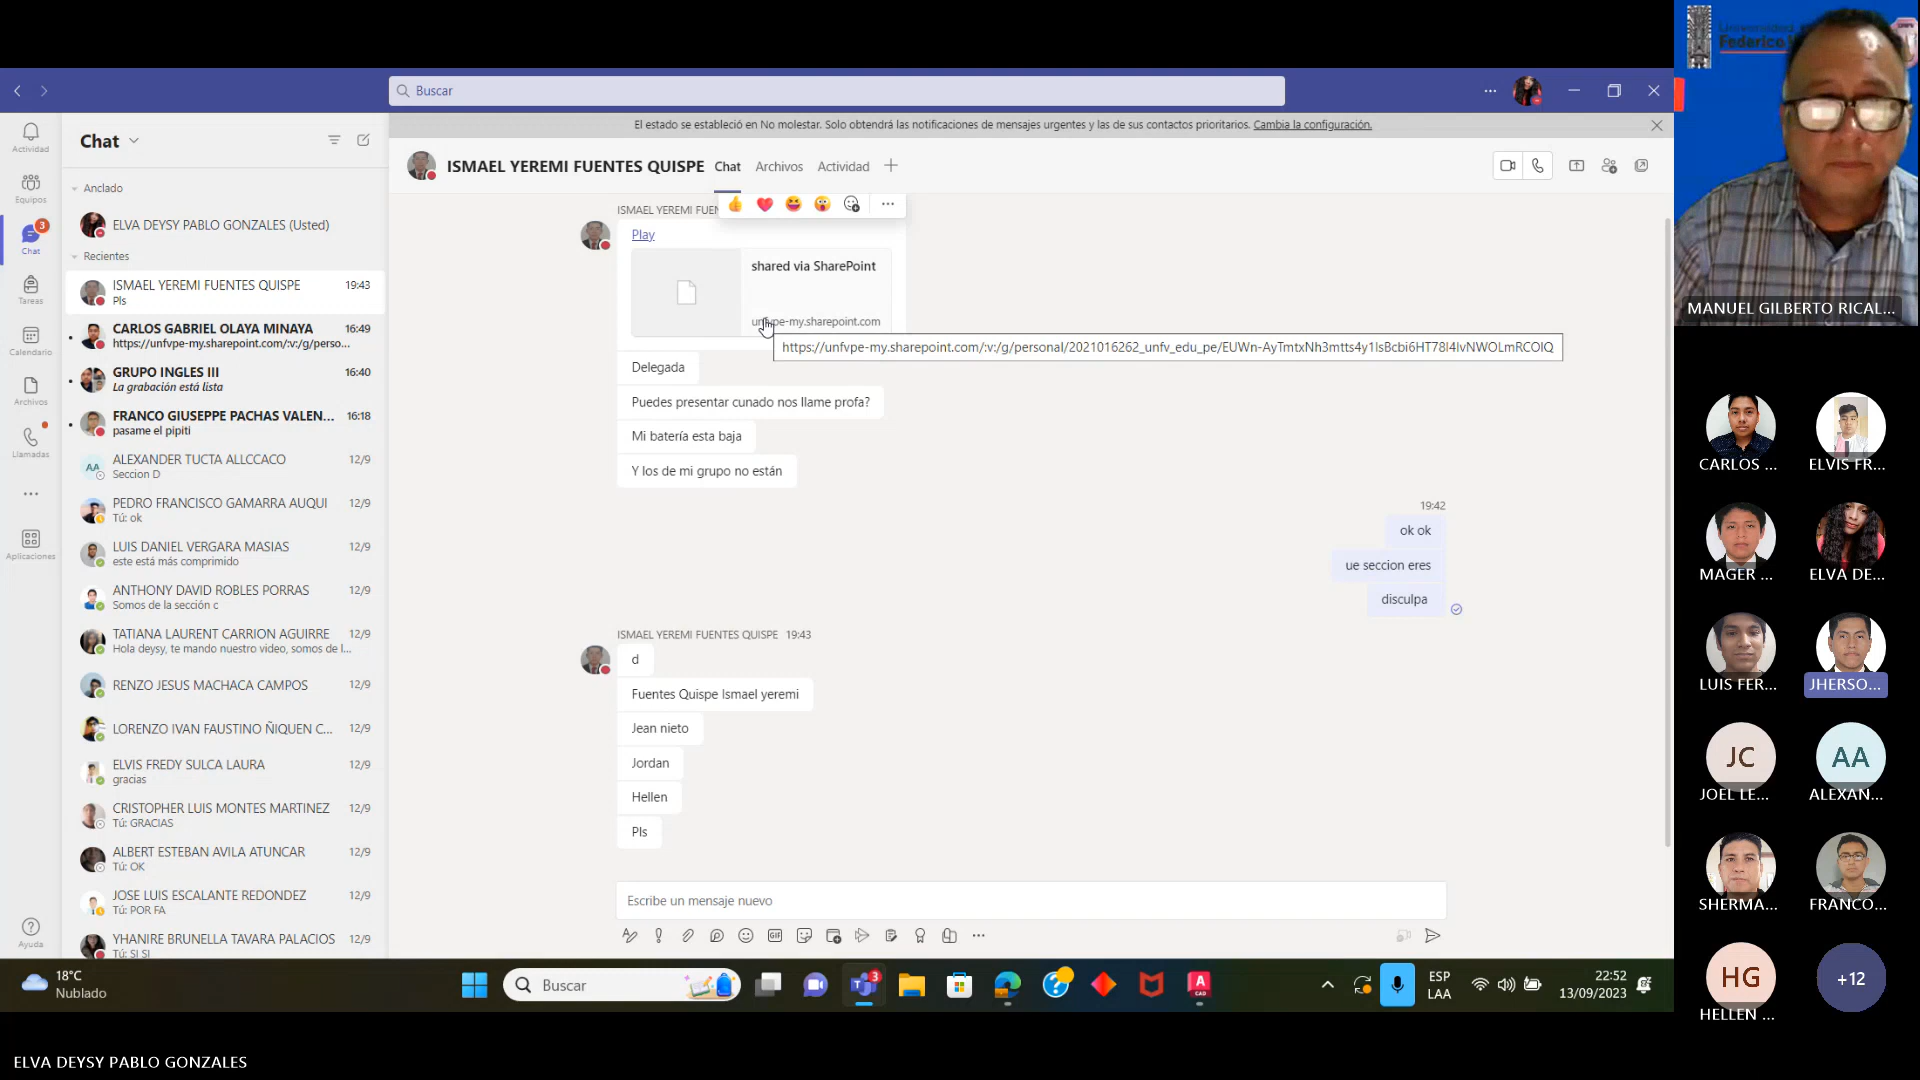 Buscar
El estado se estableció en No molestar. Solo obtendrá las notificaciones de mensajes urgentes y las de sus contactos prioritarios. Cambia la configuración.
Actividad
Equipos
3
Chat
Tareas
Calendario
Archivos
Llamadas
Aplicaciones
Ayuda
Chat
Anclado
ELVA DEYSY PABLO GONZALES (Usted)
Recientes
ISMAEL YEREMI FUENTES QUISPE 19:43
Pls
CARLOS GABRIEL OLAYA MINAYA 16:49
https://unfvpe-my.sharepoint.com/:v:/g/perso...
GRUPO INGLES III 16:40
La grabación está lista
FRANCO GIUSEPPE PACHAS VALEN... 16:18
pasame el pipiti
AA
ALEXANDER TUCTA ALLCCACO 12/9
Seccion D
PEDRO FRANCISCO GAMARRA AUQUI 12/9
Tú: ok
LUIS DANIEL VERGARA MASIAS 12/9
este está más comprimido
ANTHONY DAVID ROBLES PORRAS 12/9
Somos de la sección c
TATIANA LAURENT CARRION AGUIRRE 12/9
Hola deysy, te mando nuestro video, somos de l...
RENZO JESUS MACHACA CAMPOS 12/9
LORENZO IVAN FAUSTINO ÑIQUEN C... 12/9
ELVIS FREDY SULCA LAURA 12/9
gracias
CRISTOPHER LUIS MONTES MARTINEZ 12/9
Tú: GRACIAS
ALBERT ESTEBAN AVILA ATUNCAR 12/9
Tú: OK
JOSE LUIS ESCALANTE REDONDEZ 12/9
Tú: POR FA
YHANIRE BRUNELLA TAVARA PALACIOS 12/9
Tú: SI SI
ISMAEL YEREMI FUENTES QUISPE Chat Archivos Actividad
ISMAEL YEREMI FUEN
Play
shared via SharePoint
unfvpe-my.sharepoint.com
Delegada
Puedes presentar cunado nos llame profa?
Mi batería esta baja
Y los de mi grupo no están
19:42
ok ok
ue seccion eres
disculpa
ISMAEL YEREMI FUENTES QUISPE 19:43
d
Fuentes Quispe Ismael yeremi
Jean nieto
Jordan
Hellen
Pls
Escribe un mensaje nuevo
GIF
18°C
Nublado
Buscar
3
A
CAD
ESP
LAA
22:52
13/09/2023
ELVA DEYSY PABLO GONZALES
Federico
MANUEL GILBERTO RICAL...
CARLOS ...
ELVIS FR...
MAGER ...
ELVA DE...
LUIS FER...
JHERSO...
JC
JOEL LE...
AA
ALEXAN...
SHERMA...
FRANCO...
HG
HELLEN ...
+12